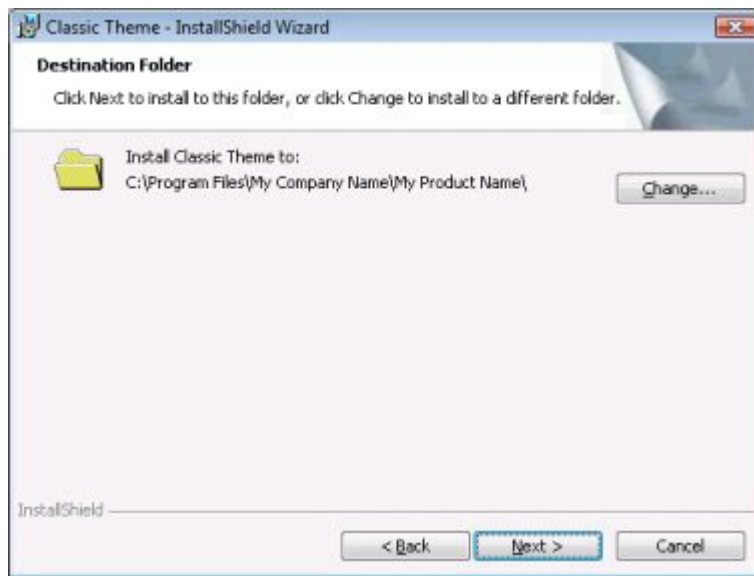 Classic Theme - InstallShield Wizard
Destination Folder
Click Next to install to this folder, or click Change to install to a different folder.
Install Classic Theme to:
C:\Program Files\My Company Name\My Product Name\
Change...
InstallShield
< Back
Next >
Cancel